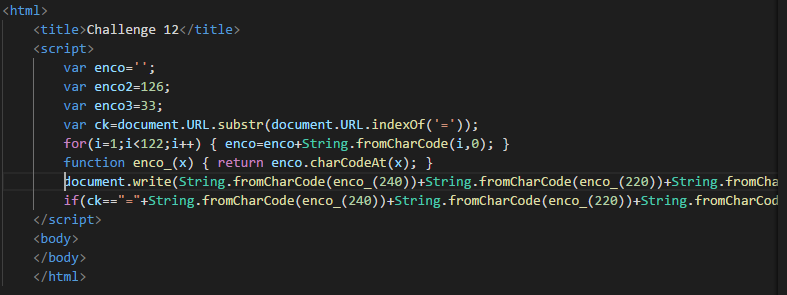 <html>
<title>Challenge 12</title>
<script>
var enco='';
var enco2=126;
var enco3=33;
var ck=document.URL.substr(document.URL.indexOf('='));
for(i=1;i<122;i++) { enco=enco+String.fromCharCode(i,0); }
function enco_(x) { return enco.charCodeAt(x); }
document.write(String.fromCharCode(enco_(240))+String.fromCharCode(enco_(220))+String.fromCha
if(ck=="="+String.fromCharCode(enco_(240))+String.fromCharCode(enco_(220))+String.fromCharCod
</script>
<body>
</body>
</html>